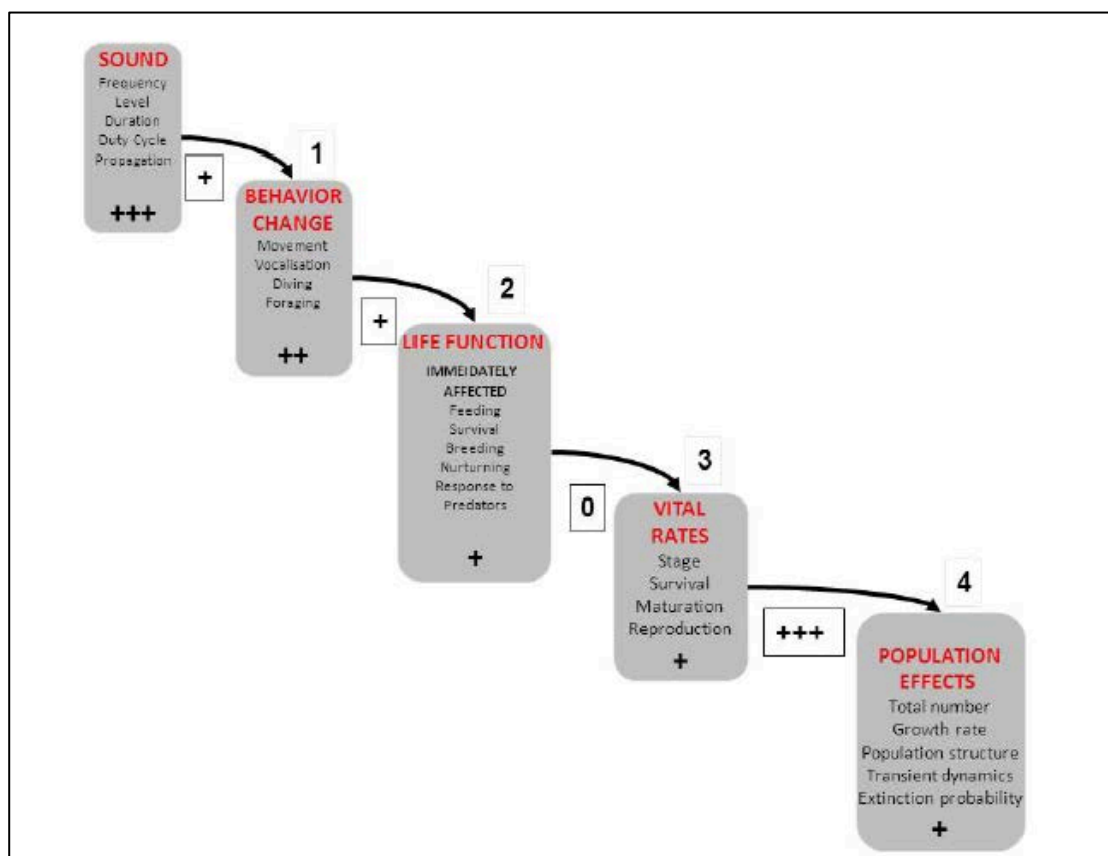 SOUND
Frequency
Level
Duration
Duty Cycle
Propagation
+++
+
1
BEHAVIOR
CHANGE
Movement
Vocalisation
Diving
Foraging
++
+
2
LIFE FUNCTION
IMMEIDATELY
AFFECTED
Feeding
Survival
Breeding
Nurturning
Response to
Predators
+
0
3
VITAL
RATES
Stage
Survival
Maturation
Reproduction
+
+++
4
POPULATION
EFFECTS
Total number
Growth rate
Population structure
Transient dynamics
Extinction probability
+